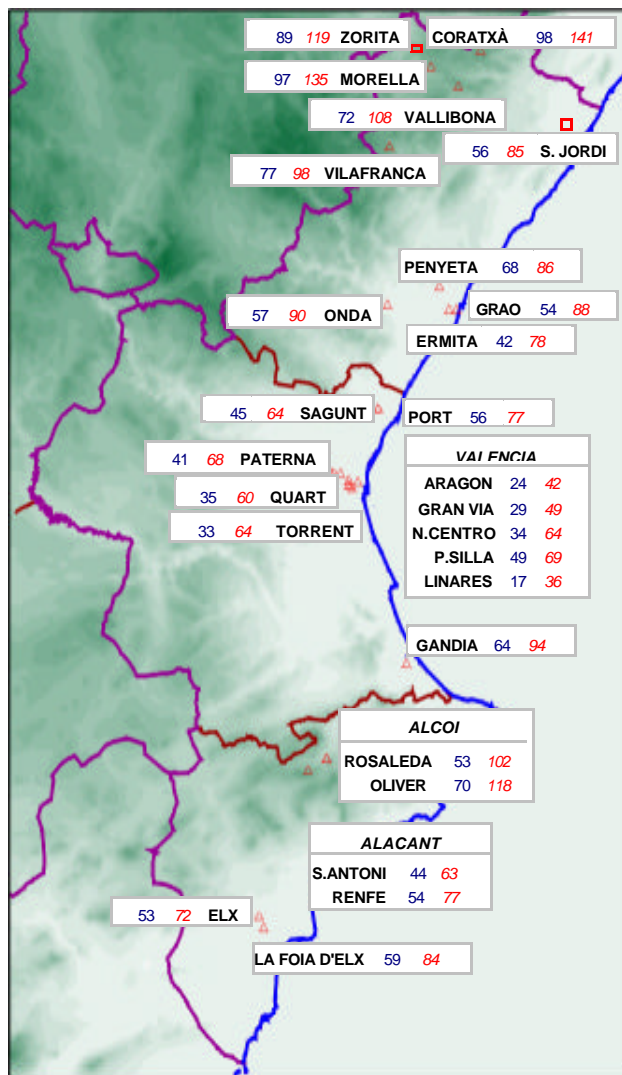 89 119 ZORITA
CORATXÀ 98 141
97 135 MORELLA
72 108 VALLIBONA
56 85 S. JORDI
77 98 VILAFRANCA
PENYETA 68 86
57 90 ONDA
GRAO 54 88
ERMITA 42 78
45 64 SAGUNT
PORT 56 77
41 68 PATERNA
35 60 QUART
33 64 TORRENT
VALENCIA
ARAGON 24 42
GRAN VIA 29 49
N.CENTRO 34 64
P.SILLA 49 69
LINARES 17 36
GANDIA 64 94
ALCOI
ROSALEDA 53 102
OLIVER 70 118
ALACANT
S.ANTONI 44 63
RENFE 54 77
53 72 ELX
LA FOIA D'ELX 59 84